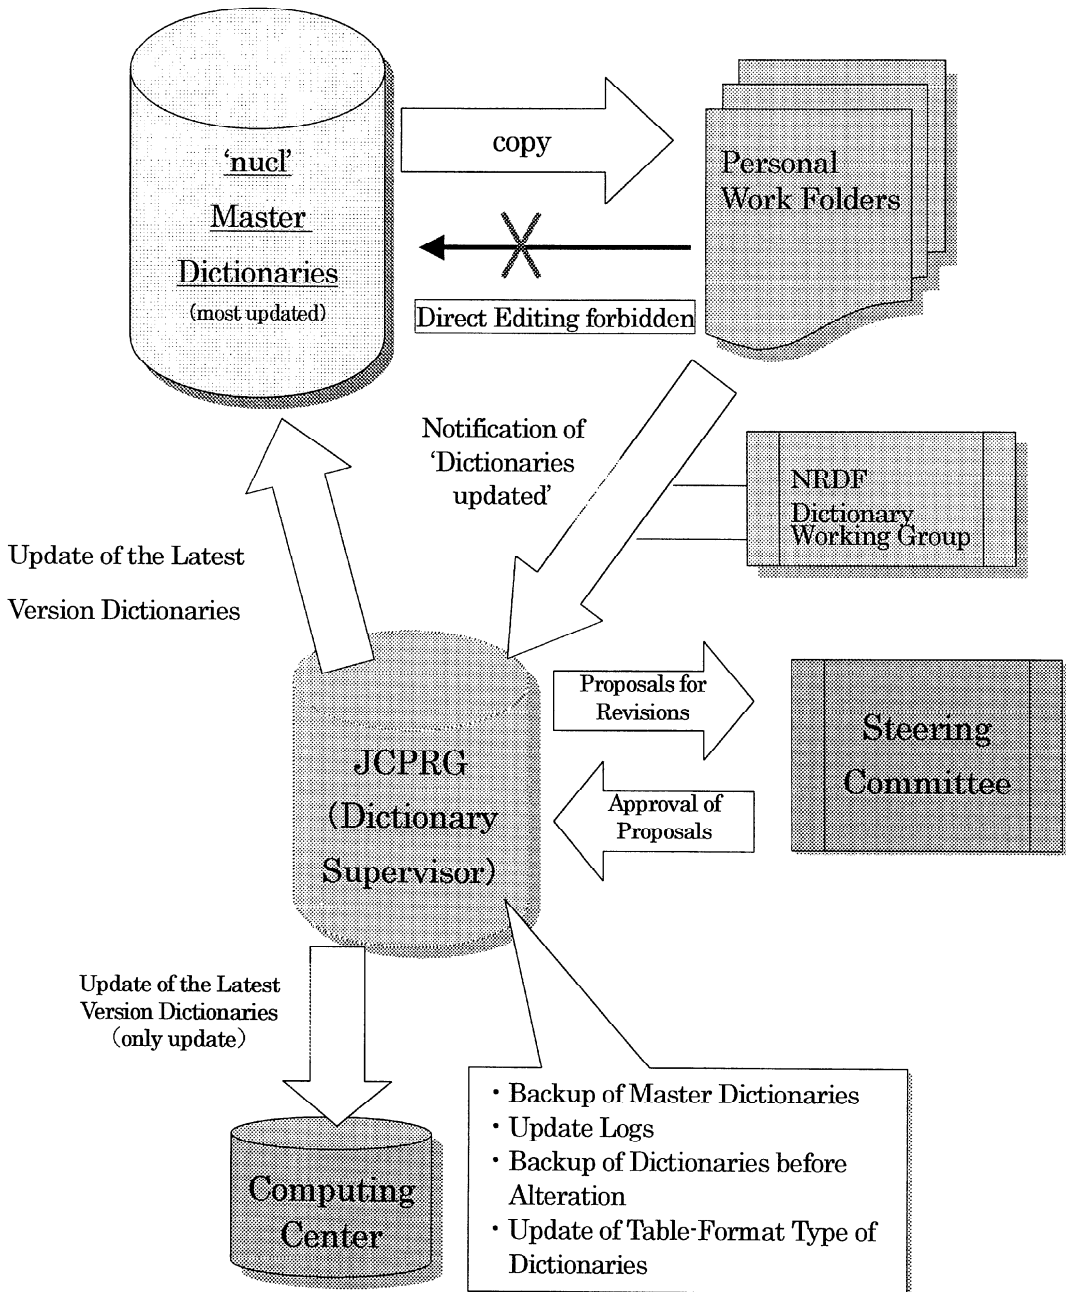 'nucl'
Master
Dictionaries
(most updated)
copy
Personal
Work Folders
Direct Editing forbidden
Notification of
'Dictionaries
updated'
NRDF
Dictionary
Working Group
Update of the Latest
Version Dictionaries
Proposals for
Revisions
Steering
Committee
JCPRG
(Dictionary
Supervisor)
Approval of
Proposals
Update of the Latest
Version Dictionaries
(only update)
・Backup of Master Dictionaries
・Update Logs
・Backup of Dictionaries before
Alteration
・Update of Table-Format Type of
Dictionaries
Computing
Center